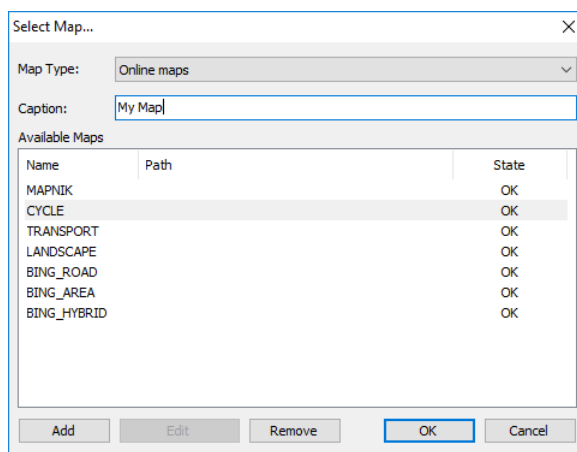 Select Map...
Map Type: Online maps
Caption: My Map
Available Maps
Name Path State
MAPNIK OK
CYCLE OK
TRANSPORT OK
LANDSCAPE OK
BING_ROAD OK
BING_AREA OK
BING_HYBRID OK
Add Edit Remove OK Cancel